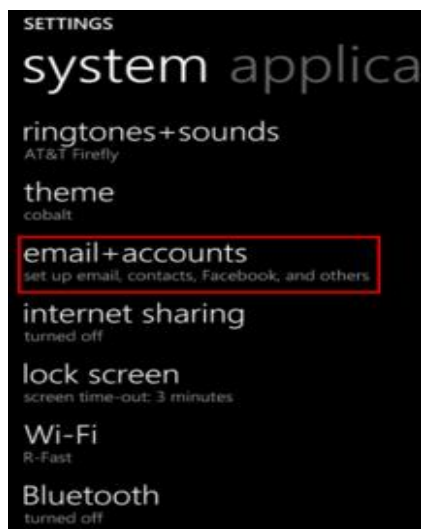 SETTINGS
system applica
ringtones+sounds
AT&T Firefly
theme
cobalt
email+accounts
set up email, contacts, Facebook, and others
internet sharing
turned off
lock screen
screen time-out: 3 minutes
Wi-Fi
R-Fast
Bluetooth
turned off